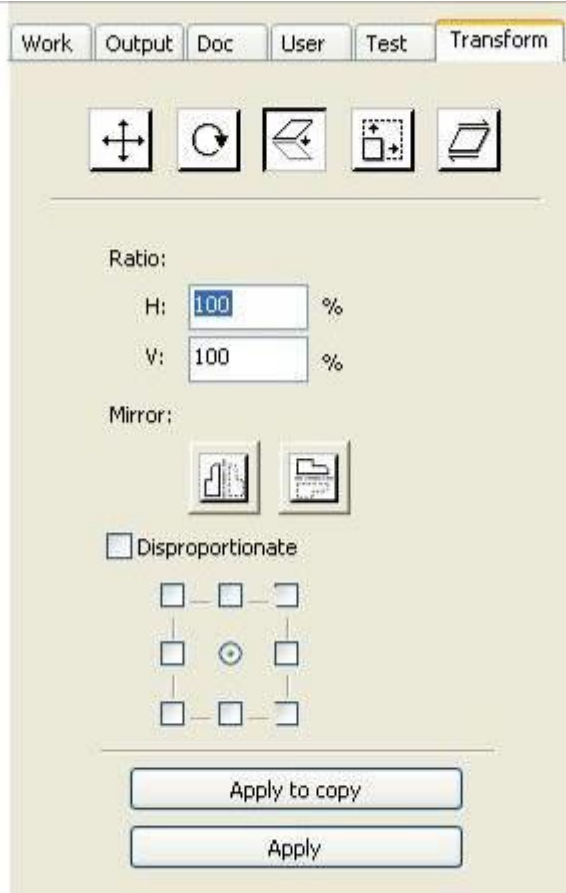 Work Output Doc User Test Transform
Ratio:
H: 100 %
V: 100 %
Mirror:
Disproportionate
Apply to copy
Apply